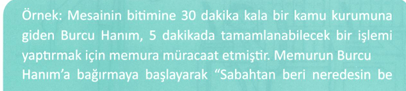 Örnek: Mesainin bitimine 30 dakika kala bir kamu kurumuna
giden Burcu Hanım, 5 dakikada tamamlanabilecek bir işlemi
yaptırmak için memura müracaat etmiştir. Memurun Burcu
Hanım’a bağırmaya başlayarak “Sabahtan beri neredesin be